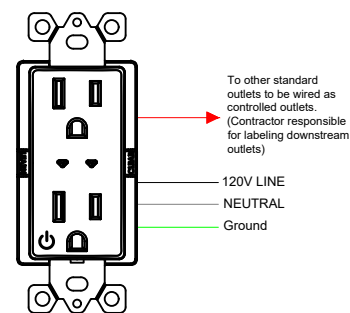 To other standard
outlets to be wired as
controlled outlets.
(Contractor responsible
for labeling downstream
outlets)
120V LINE
NEUTRAL
Ground